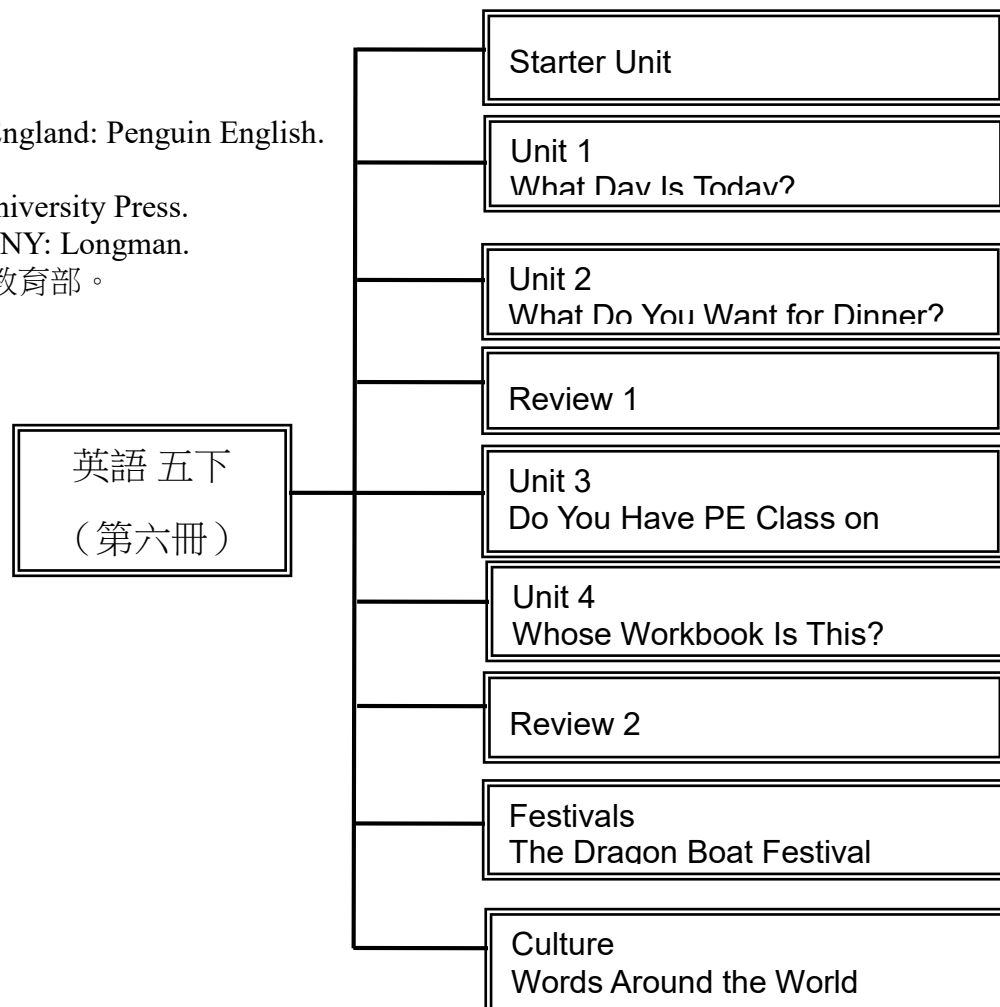 England: Penguin English.
University Press.
NY: Longman.
教育部。
英語 五下
（第六冊）
Starter Unit
Unit 1
What Day Is Today?
Unit 2
What Do You Want for Dinner?
Review 1
Unit 3
Do You Have PE Class on
Unit 4
Whose Workbook Is This?
Review 2
Festivals
The Dragon Boat Festival
Culture
Words Around the World